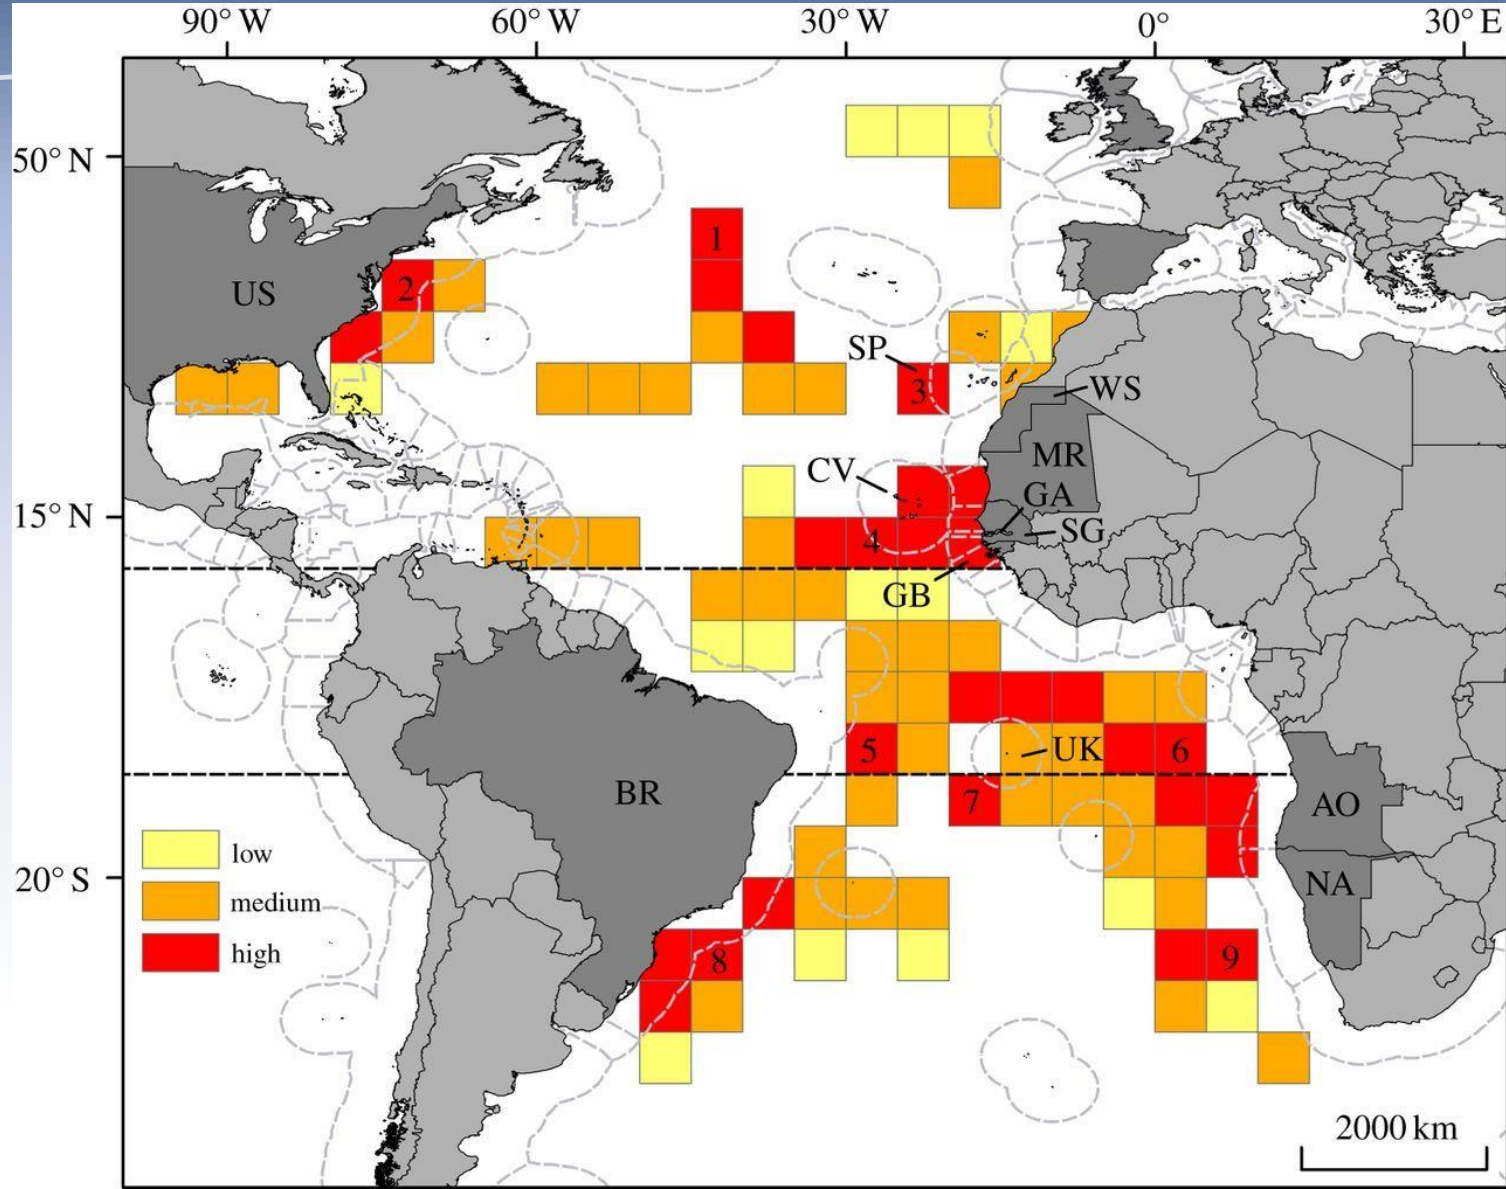 90° W 60° W 30° W 0° 30° E
50° N
1
US 2
SP
3 WS
CV MR
GA
15° N SG
4
GB
5 UK 6
BR 7 AO
low
20° S NA
medium
high 8 9
2000 km